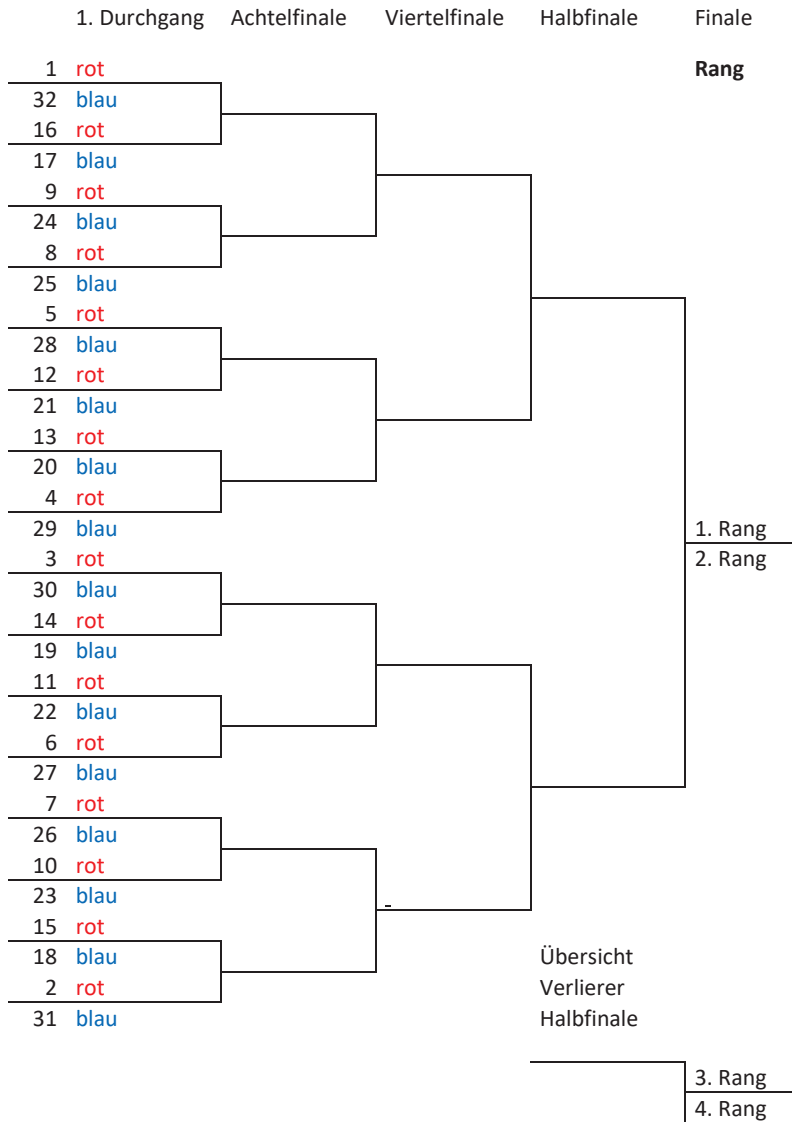 1. Durchgang Achtelfinale Viertelfinale Halbfinale Finale
1 rot Rang
32 blau
16 rot
17 blau
9 rot
24 blau
8 rot
25 blau
5 rot
28 blau
12 rot
21 blau
13 rot
20 blau
4 rot
29 blau 1. Rang
3 rot 2. Rang
30 blau
14 rot
19 blau
11 rot
22 blau
6 rot
27 blau
7 rot
26 blau
10 rot
23 blau -
15 rot
18 blau Übersicht
2 rot Verlierer
31 blau Halbfinale
3. Rang
4. Rang